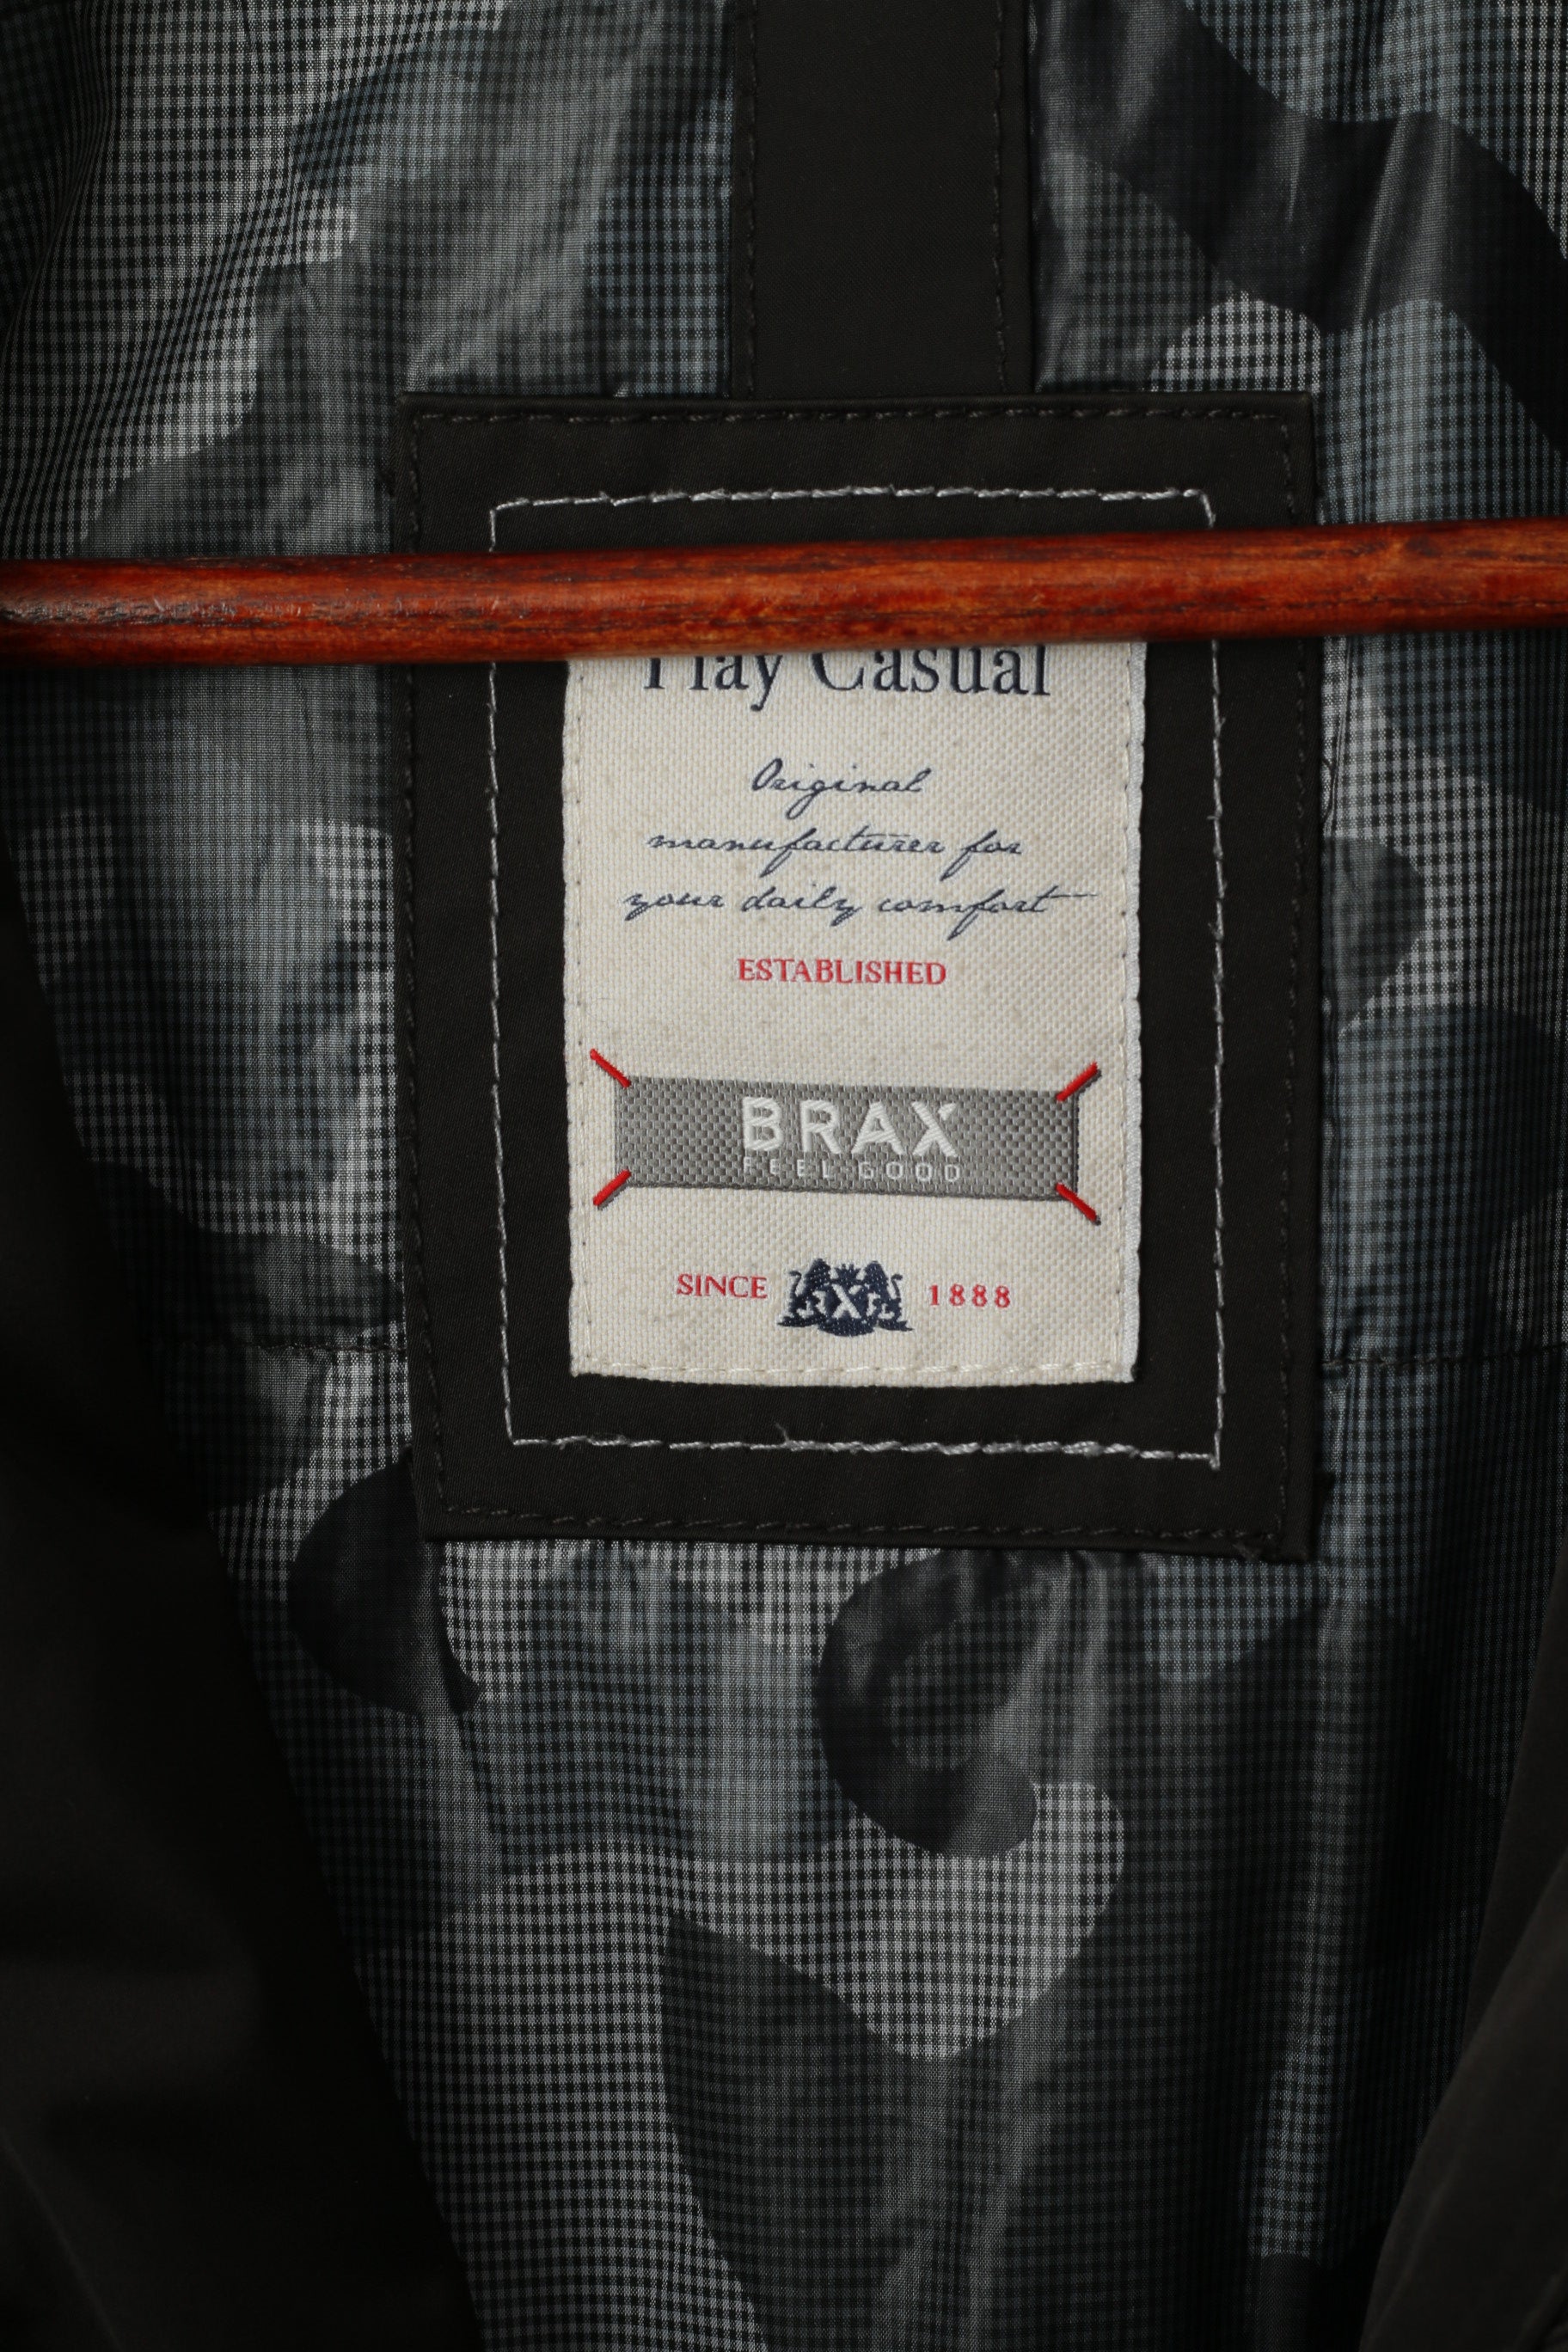 Play Casual
Original
manufacturer for
your daily comfort
ESTABLISHED
BRAX
FEEL GOOD
SINCE X 1888